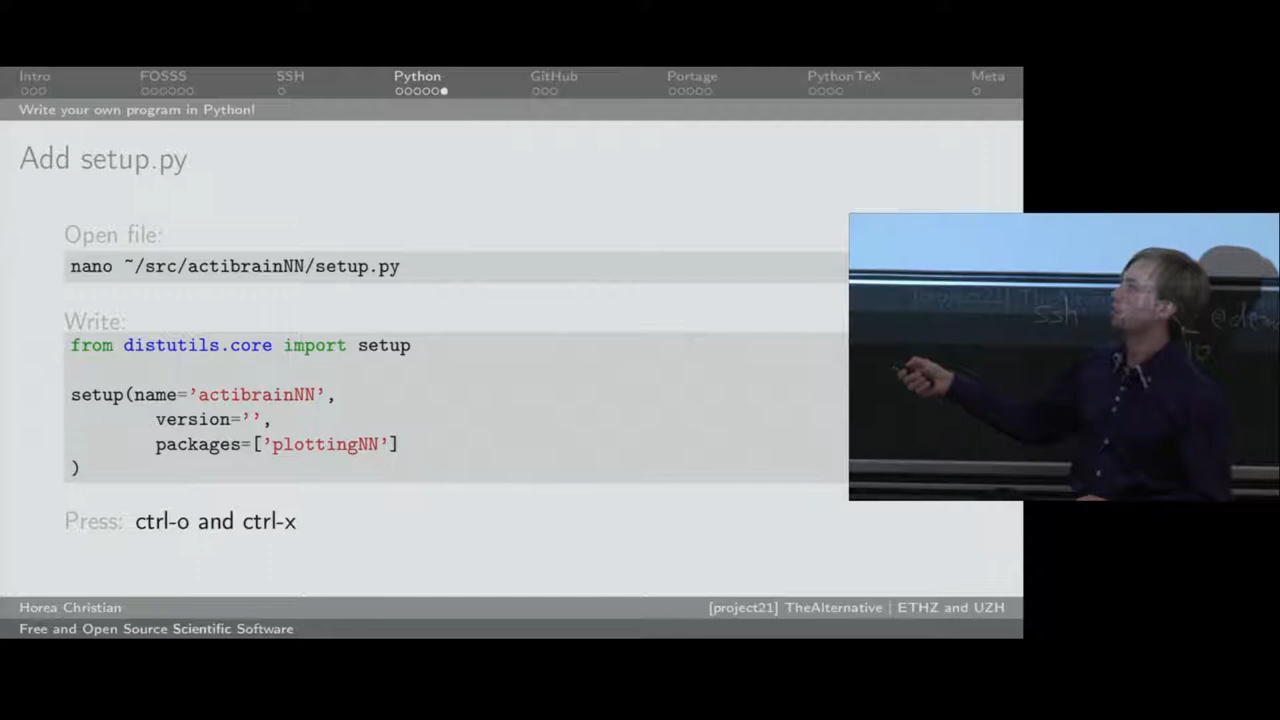 Intro FOSSS SSH Python GitHub Portage PythonTeX Meta
Write your own program in Python!
Add setup.py
Open file:
nano ~/src/actibrainNN/setup.py
Write:
from distutils.core import setup
setup(name='actibrainNN',
version='',
packages=['plottingNN']
)
Press: ctrl-o and ctrl-x
Horea Christian [project21] TheAlternative | ETHZ and UZH
Free and Open Source Scientific Software
ssh